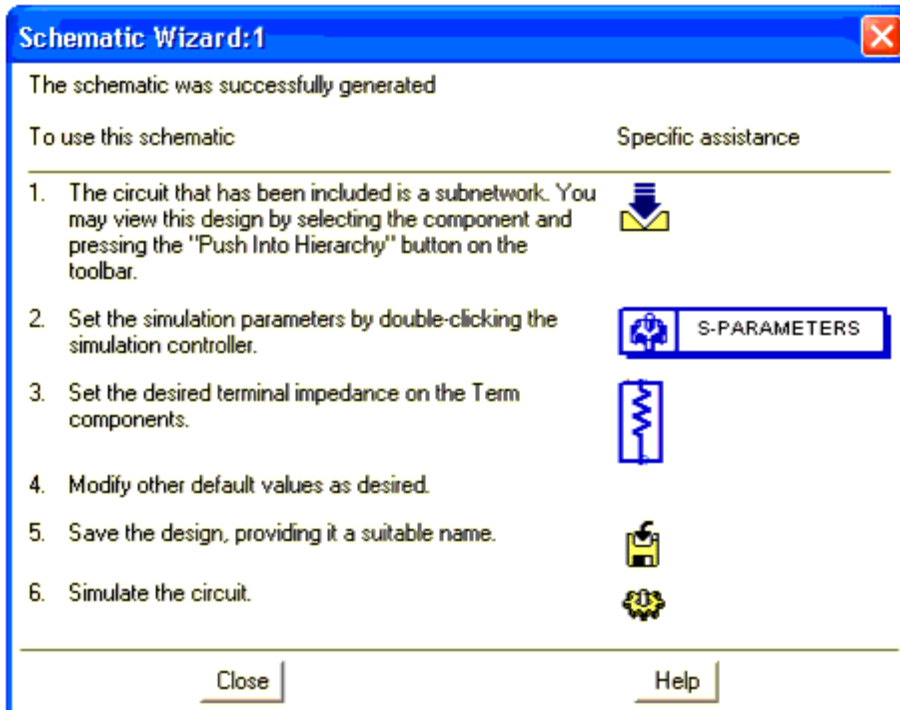 Schematic Wizard:1
The schematic was successfully generated
To use this schematic
Specific assistance
1. The circuit that has been included is a subnetwork. You
may view this design by selecting the component and
pressing the "Push Into Hierarchy" button on the
toolbar.
2. Set the simulation parameters by double-clicking the
simulation controller.
S-PARAMETERS
3. Set the desired terminal impedance on the Term
components.
4. Modify other default values as desired.
5. Save the design, providing it a suitable name.
6. Simulate the circuit.
Close
Help